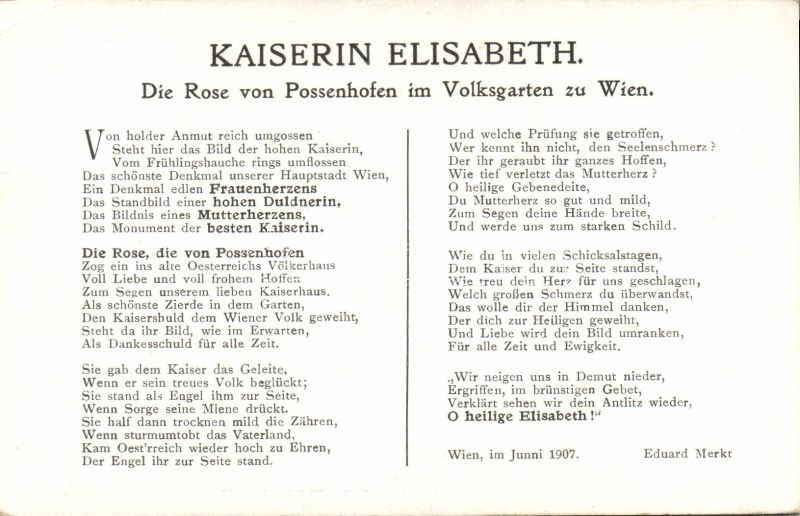 KAISERIN ELISABETH.
Die Rose von Possenhofen im Volksgarten zu Wien.
Von holder Anmut reich umgossen
Steht hier das Bild der hohen Kaiserin,
Vom Frühlingshauche rings umflossen
Das schönste Denkmal unserer Hauptstadt Wien,
Ein Denkmal edlen Frauenherzens
Das Standbild einer hohen Duldnerin,
Das Bildnis eines Mutterherzens,
Das Monument der besten Kaiserin.
Die Rose, die von Possenhofen
Zog ein ins alte Oesterreichs Völkerhaus
Voll Liebe und voll frohem Hoffen
Zum Segen unserem lieben Kaiserhaus.
Als schönste Zierde in dem Garten,
Den Kaisershuld dem Wiener Volk geweiht,
Steht da ihr Bild, wie im Erwarten,
Als Dankesschuld für alle Zeit.
Sie gab dem Kaiser das Geleite,
Wenn er sein treues Volk beglückt;
Sie stand als Engel ihm zur Seite,
Wenn Sorge seine Miene drückt.
Sie half dann trocknen mild die Zähren,
Wenn sturmumtobt das Vaterland,
Kam Oest'rreich wieder hoch zu Ehren,
Der Engel ihr zur Seite stand.
Und welche Prüfung sie getroffen,
Wer kennt ihn nicht, den Seelenschmerz?
Der ihr geraubt ihr ganzes Hoffen,
Wie tief verletzt das Mutterherz?
O heilige Gebenedeite,
Du Mutterherz so gut und mild,
Zum Segen deine Hände breite,
Und werde uns zum starken Schild.
Wie du in vielen Schicksalstagen,
Dem Kaiser du zur Seite standst,
Wie treu dein Herz für uns geschlagen,
Welch großen Schmerz du überwandst,
Das wolle dir der Himmel danken,
Der dich zur Heiligen geweiht,
Und Liebe wird dein Bild umranken,
Für alle Zeit und Ewigkeit.
„Wir neigen uns in Demut nieder,
Ergriffen, im brünstigen Gebet,
Verklärt sehen wir dein Antlitz wieder,
O heilige Elisabeth!“
Wien, im Junni 1907. Eduard Merkt